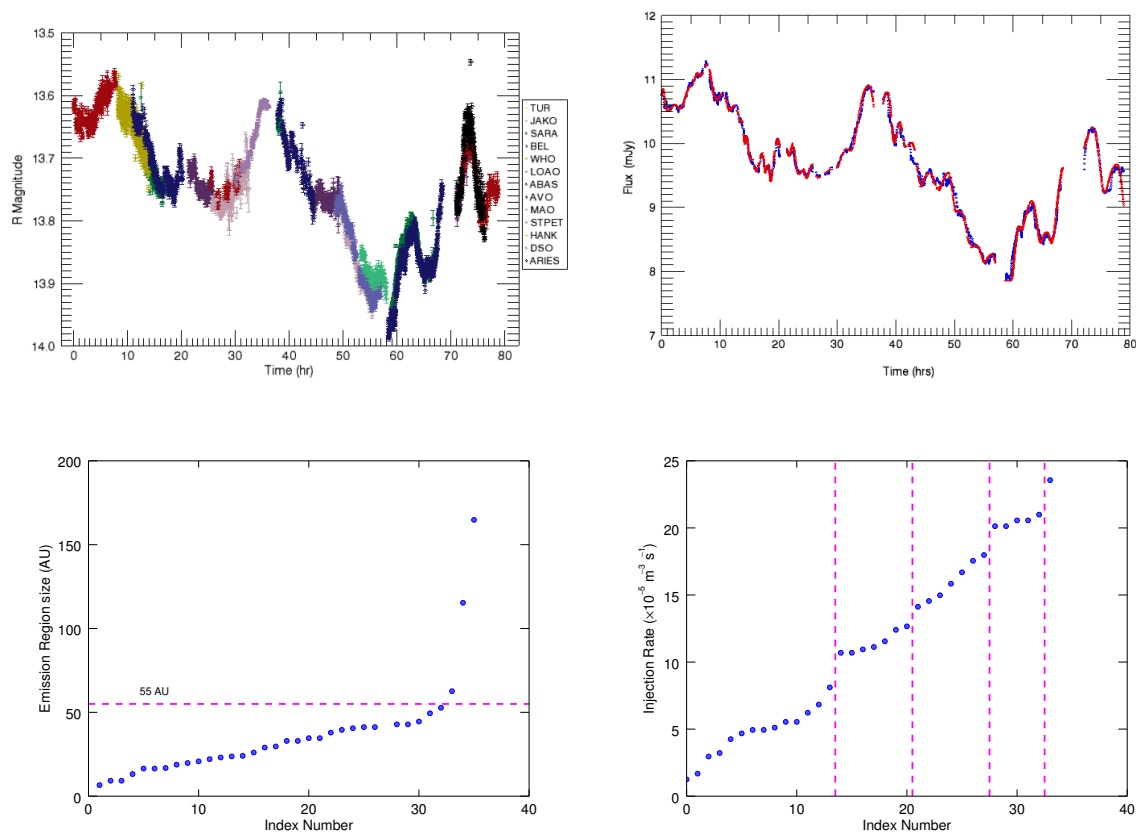 13.5
13.6
13.7
13.8
13.9
14.0
R Magnitude
0 10 20 30 40 50 60 70 80
Time (hr)
TUR
JAKO
SARA
BEL
WHO
LOAO
ABAS
AVO
MAO
STPET
HANK
DSO
ARIES
12
11
10
9
8
7
Flux (mJy)
0 10 20 30 40 50 60 70 80
Time (hrs)
200
150
100
50
0
Emission Region size (AU)
55 AU
0 10 20 30 40
Index Number
25
20
15
10
5
0
Injection Rate (×10⁻⁵ m⁻³ s⁻¹)
0 10 20 30 40
Index Number